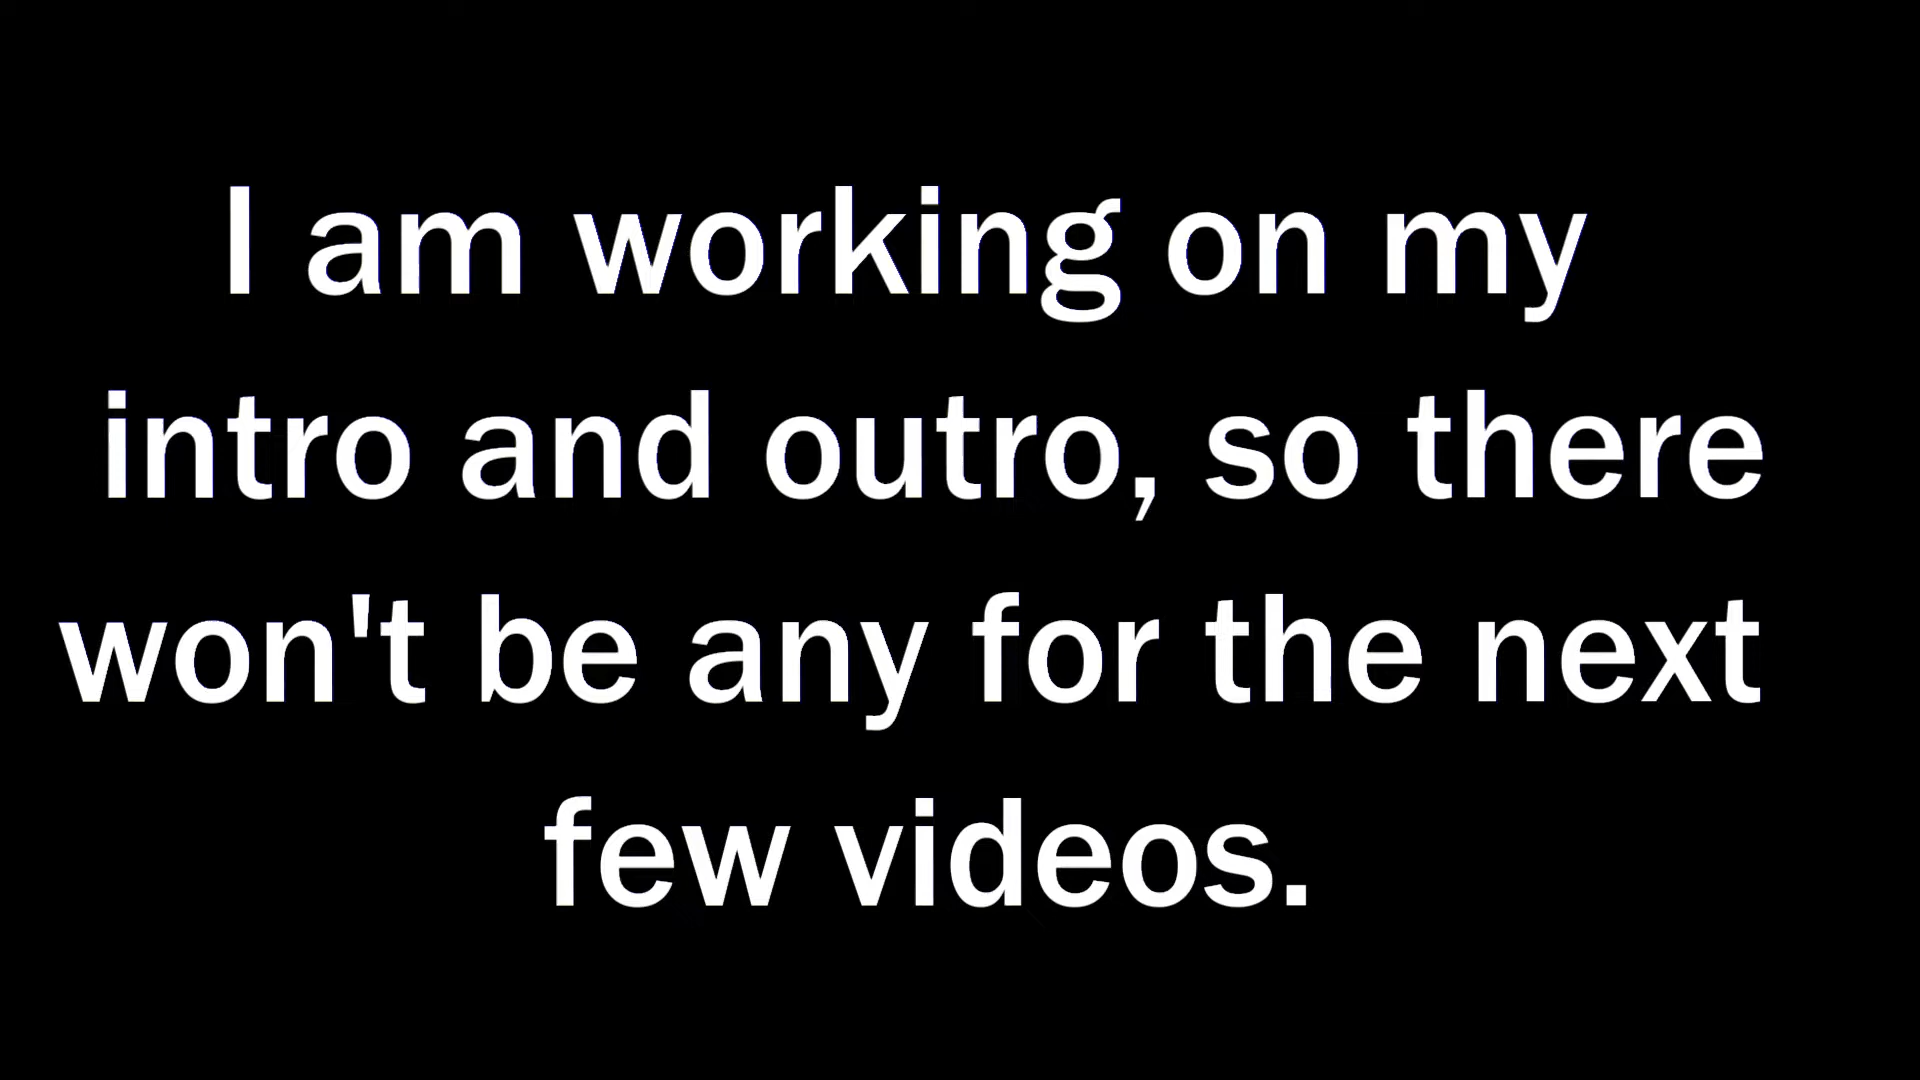 I am working on my
intro and outro, so there
won't be any for the next
few videos.